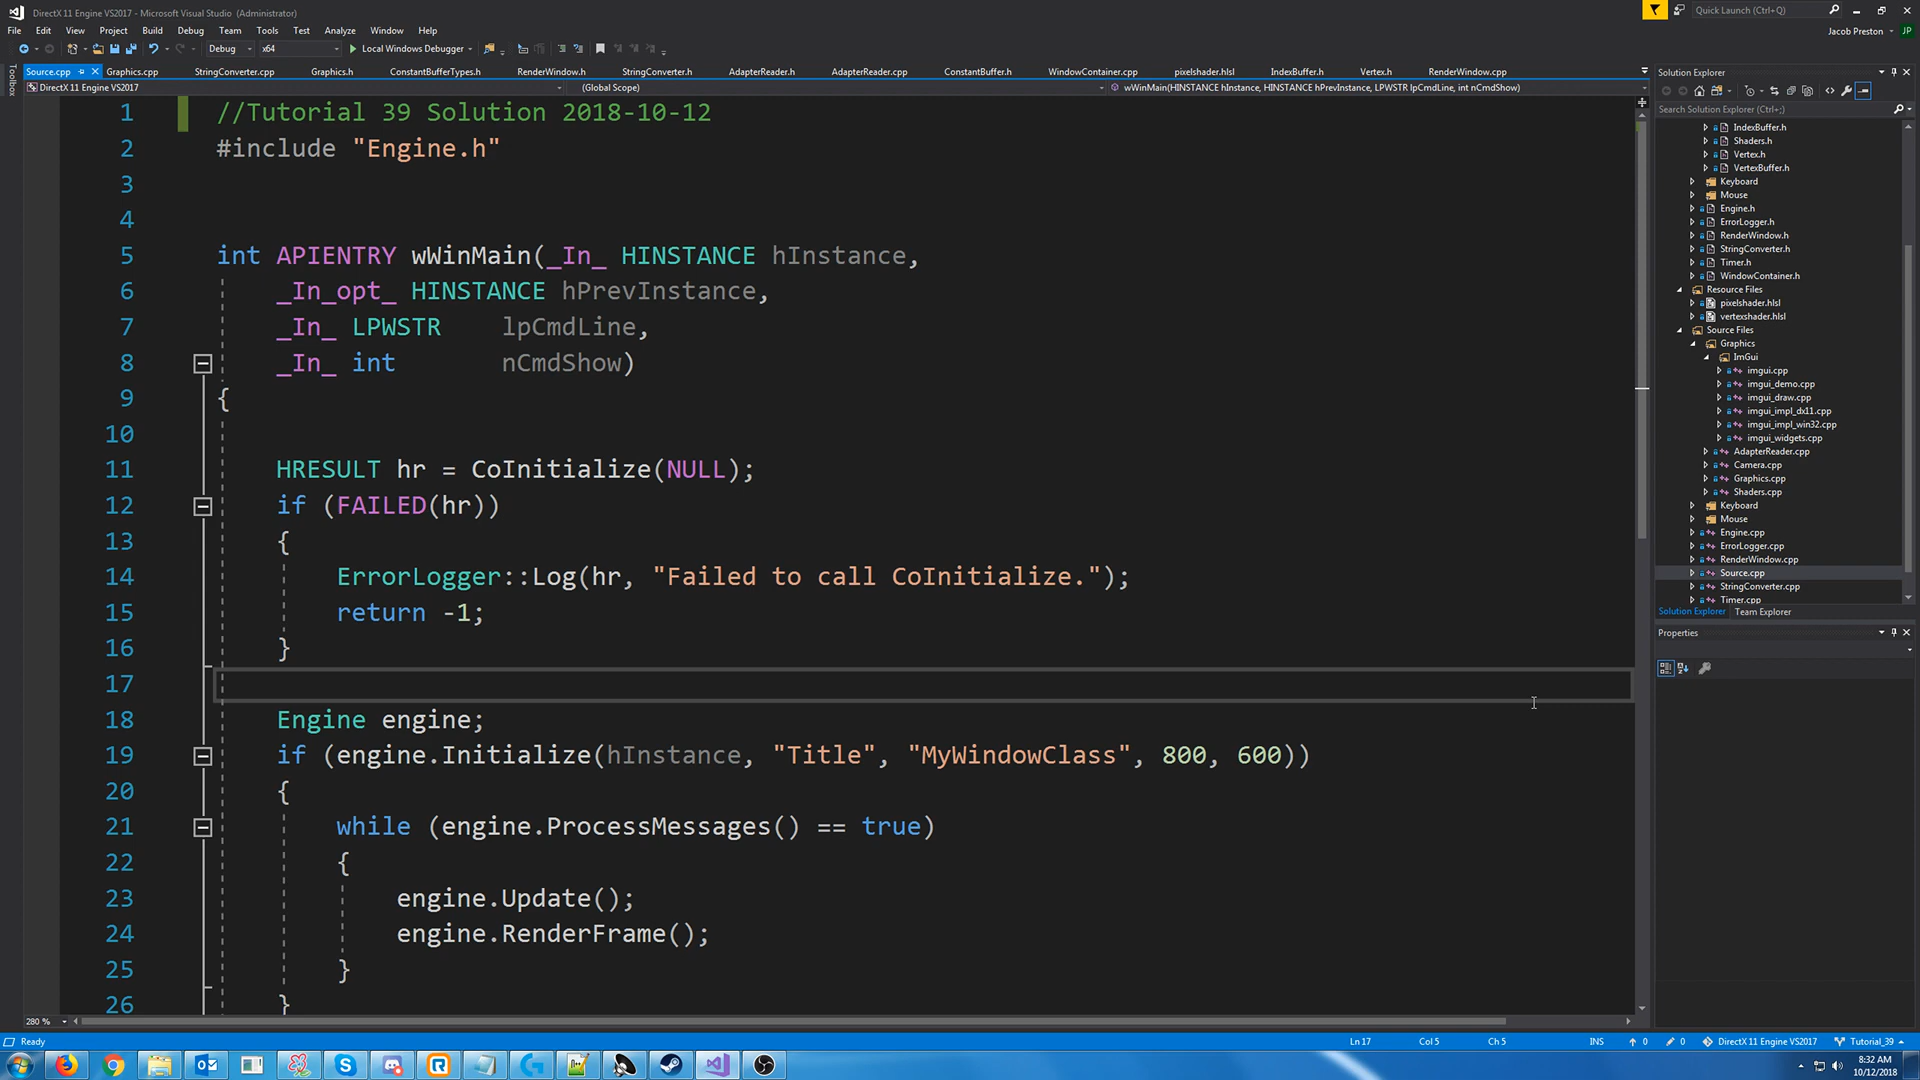 DirectX 11 Engine VS2017 - Microsoft Visual Studio (Administrator)
Quick Launch (Ctrl+Q)
File Edit View Project Build Debug Team Tools Test Analyze Window Help
Jacob Preston JP
Debug x64 Local Windows Debugger
Toolbox
Source.cpp Graphics.cpp StringConverter.cpp Graphics.h ConstantBufferTypes.h RenderWindow.h StringConverter.h AdapterReader.h AdapterReader.cpp ConstantBuffer.h WindowContainer.cpp pixelshader.hlsl IndexBuffer.h Vertex.h RenderWindow.cpp
DirectX 11 Engine VS2017 (Global Scope) wWinMain(HINSTANCE hInstance, HINSTANCE hPrevInstance, LPWSTR lpCmdLine, int nCmdShow)
1 //Tutorial 39 Solution 2018-10-12
2 #include "Engine.h"
3
4
5 int APIENTRY wWinMain(_In_ HINSTANCE hInstance,
6 _In_opt_ HINSTANCE hPrevInstance,
7 _In_ LPWSTR lpCmdLine,
8 _In_ int nCmdShow)
9 {
10
11 HRESULT hr = CoInitialize(NULL);
12 if (FAILED(hr))
13 {
14 ErrorLogger::Log(hr, "Failed to call CoInitialize.");
15 return -1;
16 }
17
18 Engine engine;
19 if (engine.Initialize(hInstance, "Title", "MyWindowClass", 800, 600))
20 {
21 while (engine.ProcessMessages() == true)
22 {
23 engine.Update();
24 engine.RenderFrame();
25 }
26 }
280 %
Solution Explorer
Search Solution Explorer (Ctrl+;)
IndexBuffer.h
Shaders.h
Vertex.h
VertexBuffer.h
Keyboard
Mouse
Engine.h
ErrorLogger.h
RenderWindow.h
StringConverter.h
Timer.h
WindowContainer.h
Resource Files
pixelshader.hlsl
vertexshader.hlsl
Source Files
Graphics
ImGui
imgui.cpp
imgui_demo.cpp
imgui_draw.cpp
imgui_impl_dx11.cpp
imgui_impl_win32.cpp
imgui_widgets.cpp
AdapterReader.cpp
Camera.cpp
Graphics.cpp
Shaders.cpp
Keyboard
Mouse
Engine.cpp
ErrorLogger.cpp
RenderWindow.cpp
Source.cpp
StringConverter.cpp
Timer.cpp
Solution Explorer Team Explorer
Properties
Ready Ln 17 Col 5 Ch 5 INS 0 0 DirectX 11 Engine VS2017 Tutorial_39
8:32 AM
10/12/2018